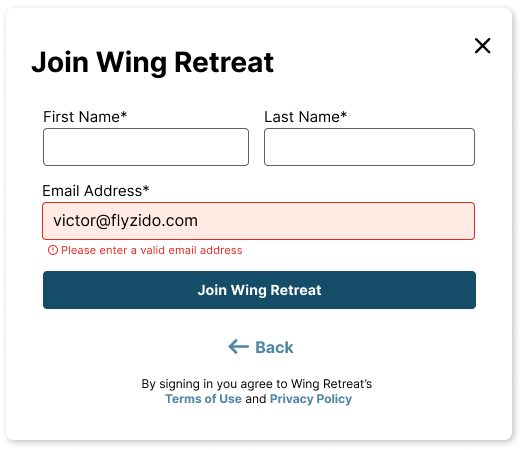 Join Wing Retreat
First Name*
Last Name*
Email Address*
victor@flyzido.com
Please enter a valid email address
Join Wing Retreat
Back
By signing in you agree to Wing Retreat’s
Terms of Use and Privacy Policy